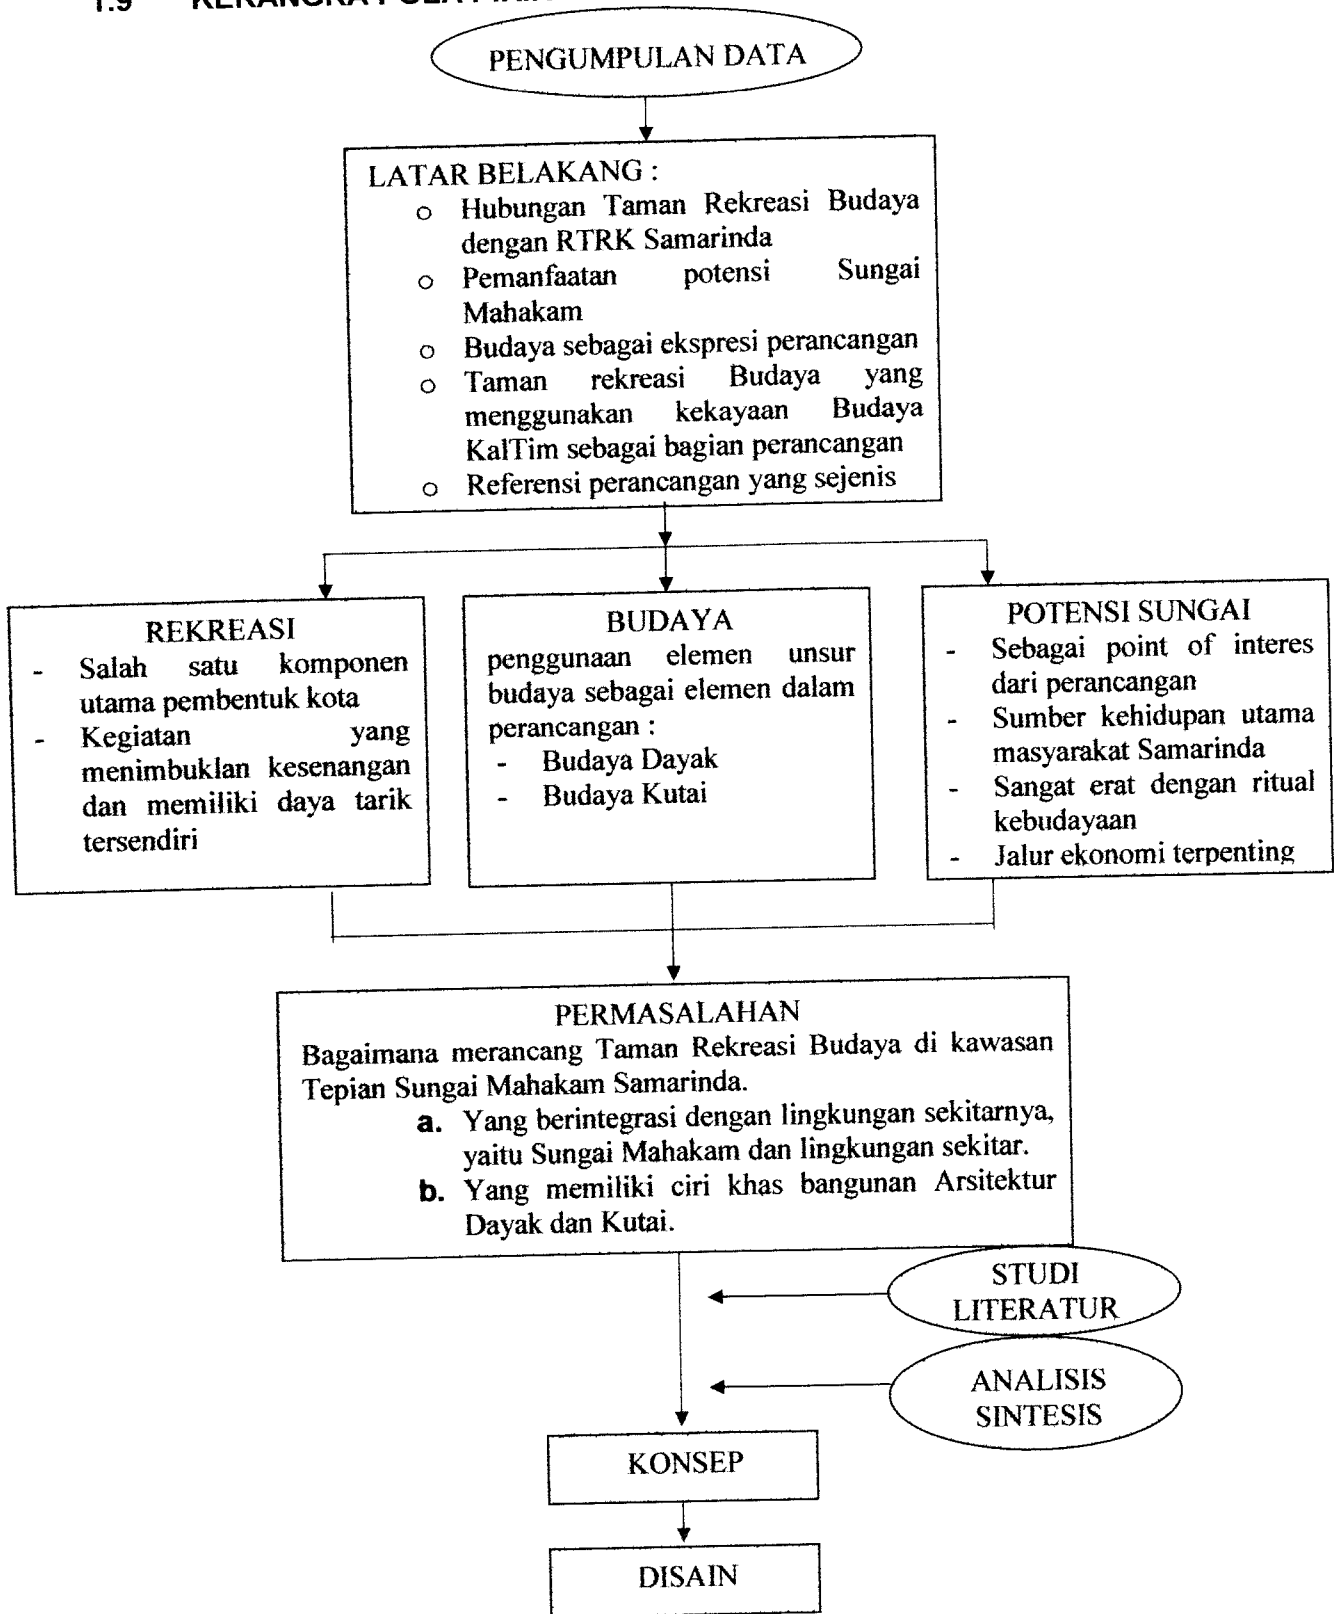 1.9 KERANGKA POLA
PENGUMPULAN DATA
LATAR BELAKANG :
o Hubungan Taman Rekreasi Budaya
dengan RTRK Samarinda
o Pemanfaatan potensi Sungai
Mahakam
o Budaya sebagai ekspresi perancangan
o Taman rekreasi Budaya yang
menggunakan kekayaan Budaya
KalTim sebagai bagian perancangan
o Referensi perancangan yang sejenis
REKREASI
- Salah satu komponen
utama pembentuk kota
- Kegiatan yang
menimbuklan kesenangan
dan memiliki daya tarik
tersendiri
BUDAYA
penggunaan elemen unsur
budaya sebagai elemen dalam
perancangan :
- Budaya Dayak
- Budaya Kutai
POTENSI SUNGAI
- Sebagai point of interes
dari perancangan
- Sumber kehidupan utama
masyarakat Samarinda
- Sangat erat dengan ritual
kebudayaan
- Jalur ekonomi terpenting
PERMASALAHAN
Bagaimana merancang Taman Rekreasi Budaya di kawasan
Tepian Sungai Mahakam Samarinda.
a. Yang berintegrasi dengan lingkungan sekitarnya,
yaitu Sungai Mahakam dan lingkungan sekitar.
b. Yang memiliki ciri khas bangunan Arsitektur
Dayak dan Kutai.
STUDI
LITERATUR
ANALISIS
SINTESIS
KONSEP
DISAIN